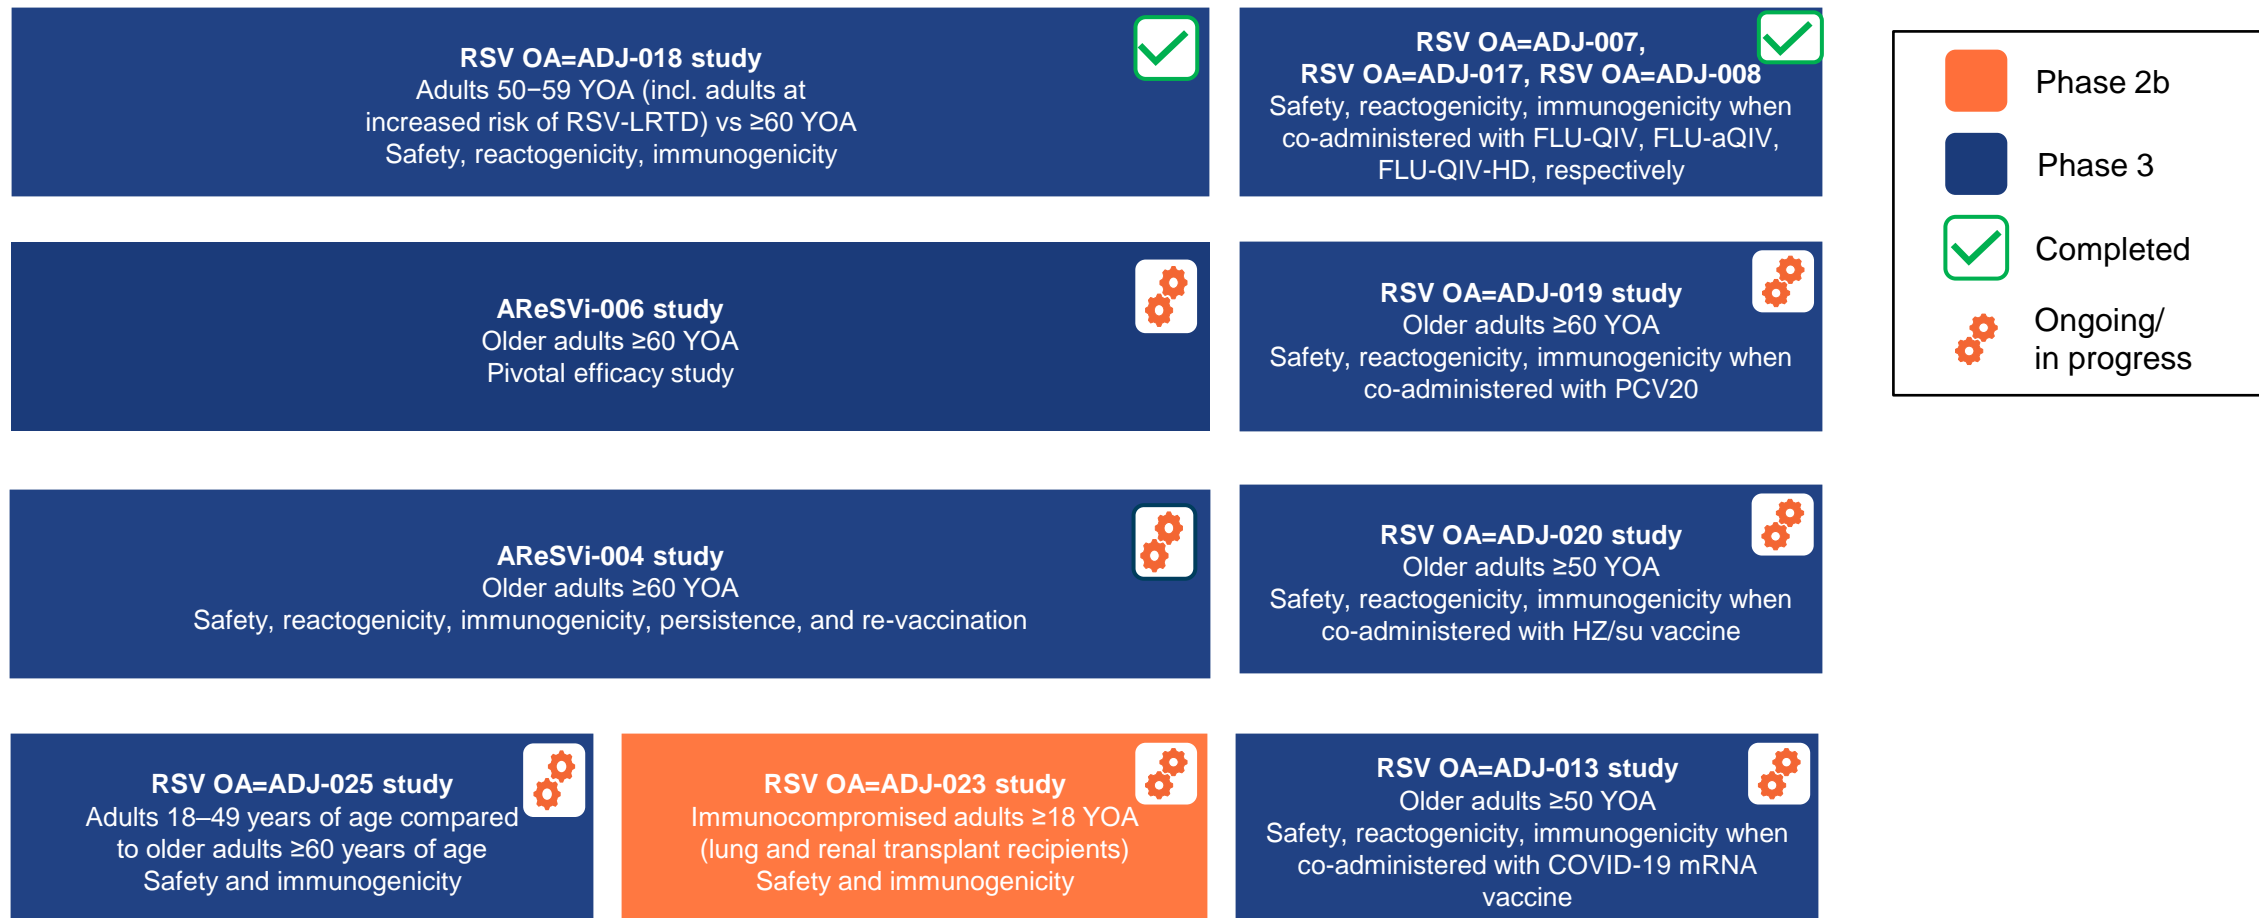 RSV OA=ADJ-018 study
Adults 50−59 YOA (incl. adults at
increased risk of RSV-LRTD) vs ≥60 YOA
Safety, reactogenicity, immunogenicity
RSV OA=ADJ-007,
RSV OA=ADJ-017, RSV OA=ADJ-008
Safety, reactogenicity, immunogenicity when
co-administered with FLU-QIV, FLU-aQIV,
FLU-QIV-HD, respectively
AReSVi-006 study
Older adults ≥60 YOA
Pivotal efficacy study
RSV OA=ADJ-019 study
Older adults ≥60 YOA
Safety, reactogenicity, immunogenicity when
co-administered with PCV20
AReSVi-004 study
Older adults ≥60 YOA
Safety, reactogenicity, immunogenicity, persistence, and re-vaccination
RSV OA=ADJ-020 study
Older adults ≥50 YOA
Safety, reactogenicity, immunogenicity when
co-administered with HZ/su vaccine
RSV OA=ADJ-025 study
Adults 18–49 years of age compared
to older adults ≥60 years of age
Safety and immunogenicity
RSV OA=ADJ-023 study
Immunocompromised adults ≥18 YOA
(lung and renal transplant recipients)
Safety and immunogenicity
RSV OA=ADJ-013 study
Older adults ≥50 YOA
Safety, reactogenicity, immunogenicity when
co-administered with COVID-19 mRNA
vaccine
Phase 2b
Phase 3
Completed
Ongoing/
in progress